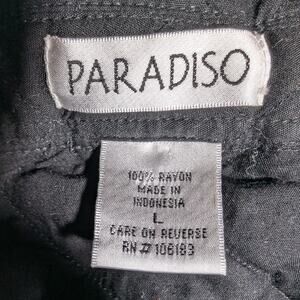 PARADISO
100% RAYON
MADE IN
INDONESIA
L
CARE ON REVERSE
RN # 106183